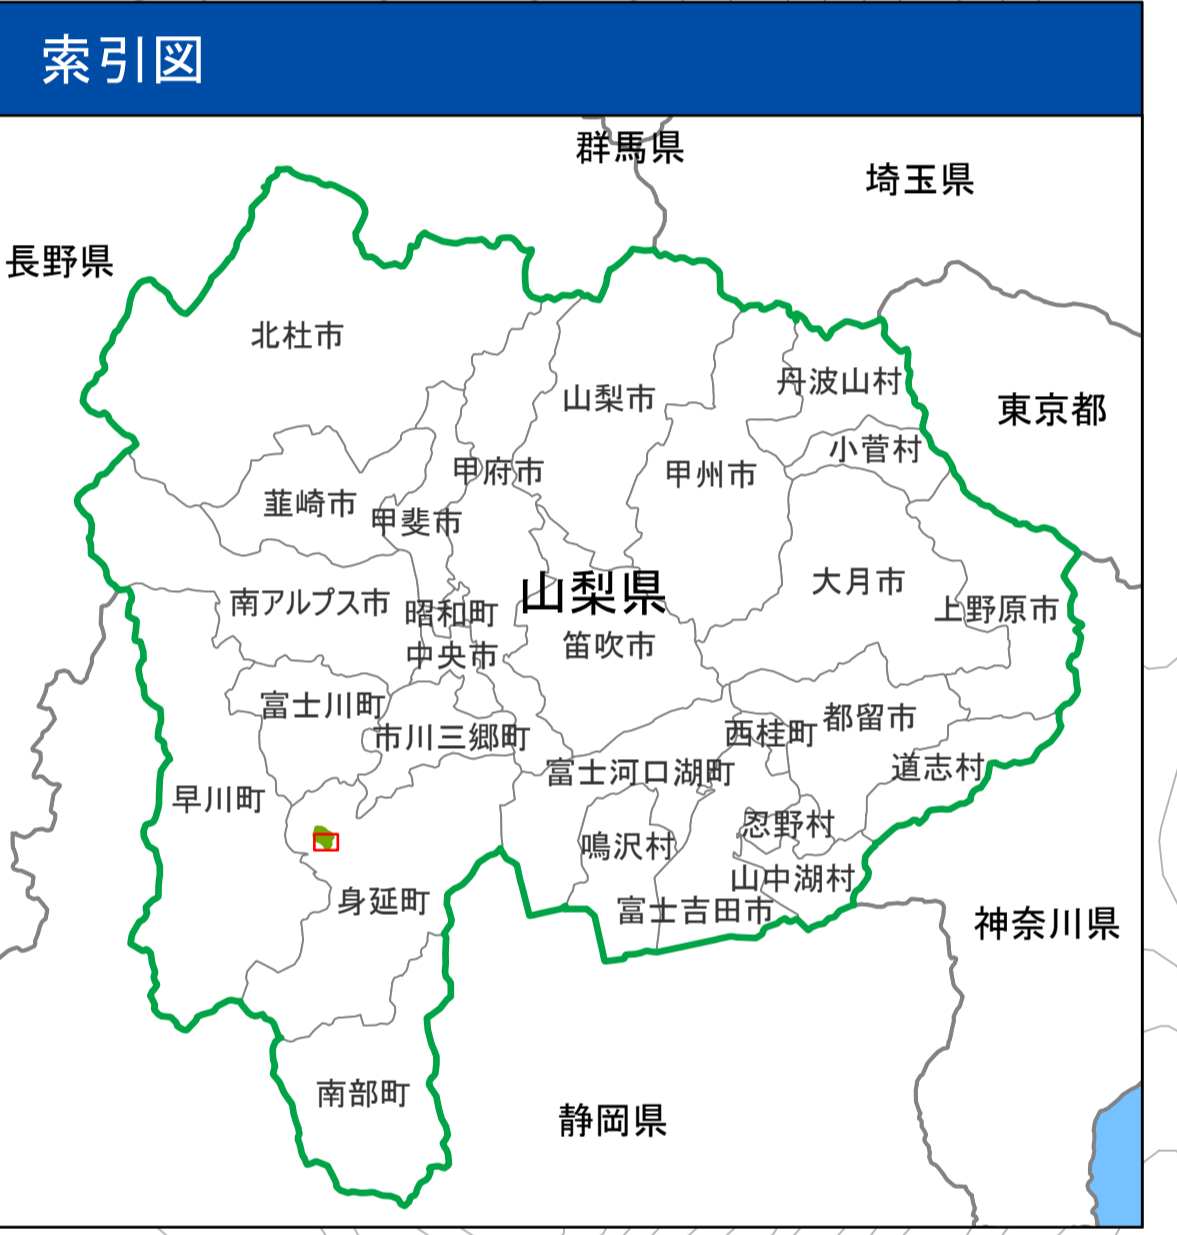 索引図
群馬県
埼玉県
長野県
北杜市
丹波山村
山梨市
東京都
小菅村
甲府市
甲州市
韮崎市
甲斐市
大月市
山梨県
南アルプス市
昭和町
上野原市
笛吹市
中央市
富士川町
都留市
西桂町
市川三郷町
道志村
富士河口湖町
早川町
忍野村
鳴沢村
山中湖村
身延町
富士吉田市
神奈川県
南部町
静岡県